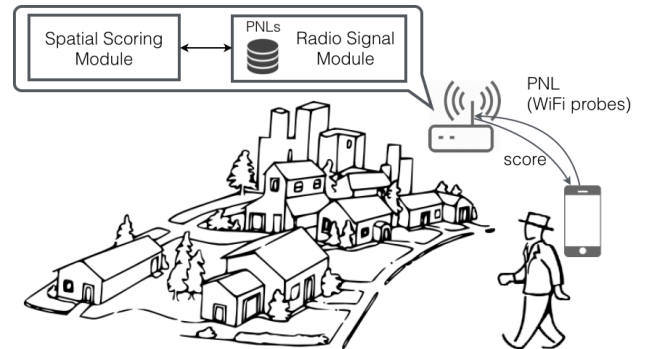 Spatial Scoring
Module
PNLs
Radio Signal
Module
PNL
(WiFi probes)
score